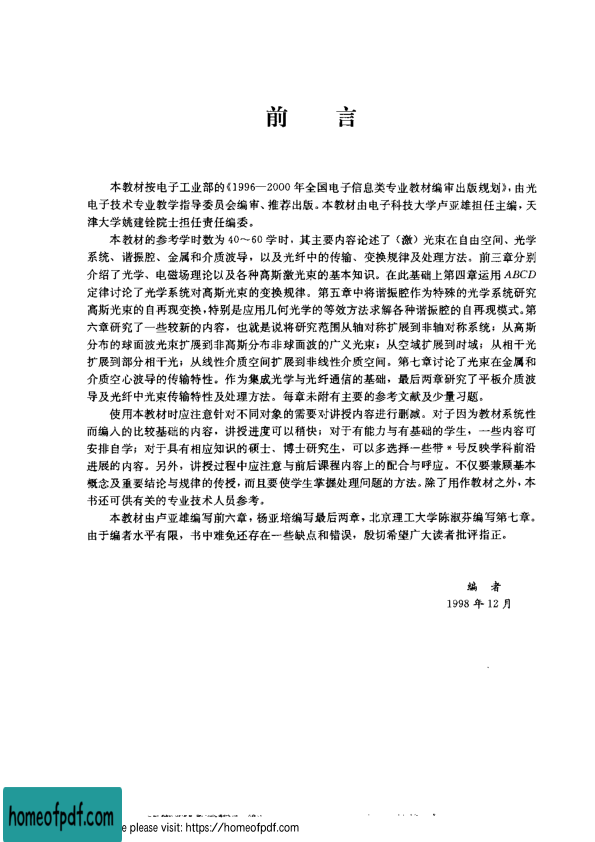 前 言
本教材按电子工业部的《1996—2000年全国电子信息类专业教材编审出版规划》，由光
电子技术专业教学指导委员会编审、推荐出版。本教材由电子科技大学卢亚雄担任主编，天
津大学姚建铨院士担任责任编委。
本教材的参考学时数为40～60学时，其主要内容论述了（激）光束在自由空间、光学
系统、谐振腔、金属和介质波导，以及光纤中的传输、变换规律及处理方法。前三章分别
介绍了光学、电磁场理论以及各种高斯激光束的基本知识。在此基础上第四章运用ABCD
定律讨论了光学系统对高斯光束的变换规律。第五章中将谐振腔作为特殊的光学系统研究
高斯光束的自再现变换，特别是应用几何光学的等效方法求解各种谐振腔的自再现模式。第
六章研究了一些较新的内容，也就是说将研究范围从轴对称扩展到非轴对称系统；从高斯
分布的球面波光束扩展到非高斯分布非球面波的广义光束；从空域扩展到时域；从相干光
扩展到部分相干光；从线性介质空间扩展到非线性介质空间。第七章讨论了光束在金属和
介质空心波导的传输特性。作为集成光学与光纤通信的基础，最后两章研究了平板介质波
导及光纤中光束传输特性及处理方法。每章末附有主要的参考文献及少量习题。
使用本教材时应注意针对不同对象的需要对讲授内容进行删减。对于因为教材系统性
而编入的比较基础的内容，讲授进度可以稍快；对于有能力与有基础的学生，一些内容可
安排自学；对于具有相应知识的硕士、博士研究生，可以多选择一些带*号反映学科前沿
进展的内容。另外，讲授过程中应注意与前后课程内容上的配合与呼应。不仅要兼顾基本
概念及重要结论与规律的传授，而且要使学生掌握处理问题的方法。除了用作教材之外，本
书还可供有关的专业技术人员参考。
本教材由卢亚雄编写前六章，杨亚培编写最后两章，北京理工大学陈淑芬编写第七章。
由于编者水平有限，书中难免还存在一些缺点和错误，殷切希望广大读者批评指正。
编 者
1998年12月
homeofpdf.com
e please visit: https://homeofpdf.com